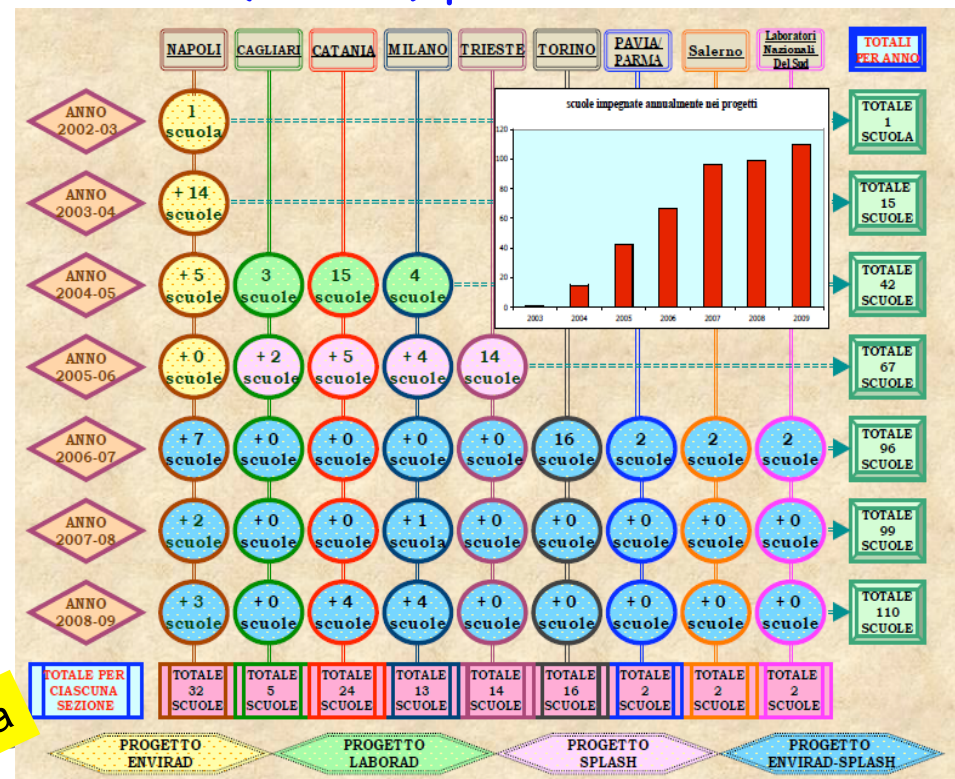 NAPOLI CAGLIARI CATANIA MILANO TRIESTE TORINO PAVIA/ PARMA Salerno Laboratori Nazionali Del Sud TOTALI PER ANNO
ANNO 2002-03 1 scuola TOTALE 1 SCUOLA
scuole impegnate annualmente nei progetti
120
100
80
60
40
20
0
2003 2004 2005 2006 2007 2008 2009
ANNO 2003-04 + 14 scuole TOTALE 15 SCUOLE
ANNO 2004-05 + 5 scuole 3 scuole 15 scuole 4 scuole TOTALE 42 SCUOLE
ANNO 2005-06 + 0 scuole + 2 scuole + 5 scuole + 4 scuole 14 scuole TOTALE 67 SCUOLE
ANNO 2006-07 + 7 scuole + 0 scuole + 0 scuole + 0 scuole + 0 scuole 16 scuole 2 scuole 2 scuole 2 scuole TOTALE 96 SCUOLE
ANNO 2007-08 + 2 scuole + 0 scuole + 0 scuole + 1 scuola + 0 scuole + 0 scuole + 0 scuole + 0 scuole + 0 scuole TOTALE 99 SCUOLE
ANNO 2008-09 + 3 scuole + 0 scuole + 4 scuole + 4 scuole + 0 scuole + 0 scuole + 0 scuole + 0 scuole + 0 scuole TOTALE 110 SCUOLE
TOTALE PER CIASCUNA SEZIONE TOTALE 32 SCUOLE TOTALE 5 SCUOLE TOTALE 24 SCUOLE TOTALE 13 SCUOLE TOTALE 14 SCUOLE TOTALE 16 SCUOLE TOTALE 2 SCUOLE TOTALE 2 SCUOLE TOTALE 2 SCUOLE
PROGETTO ENVIRAD PROGETTO LABORAD PROGETTO SPLASH PROGETTO ENVIRAD-SPLASH